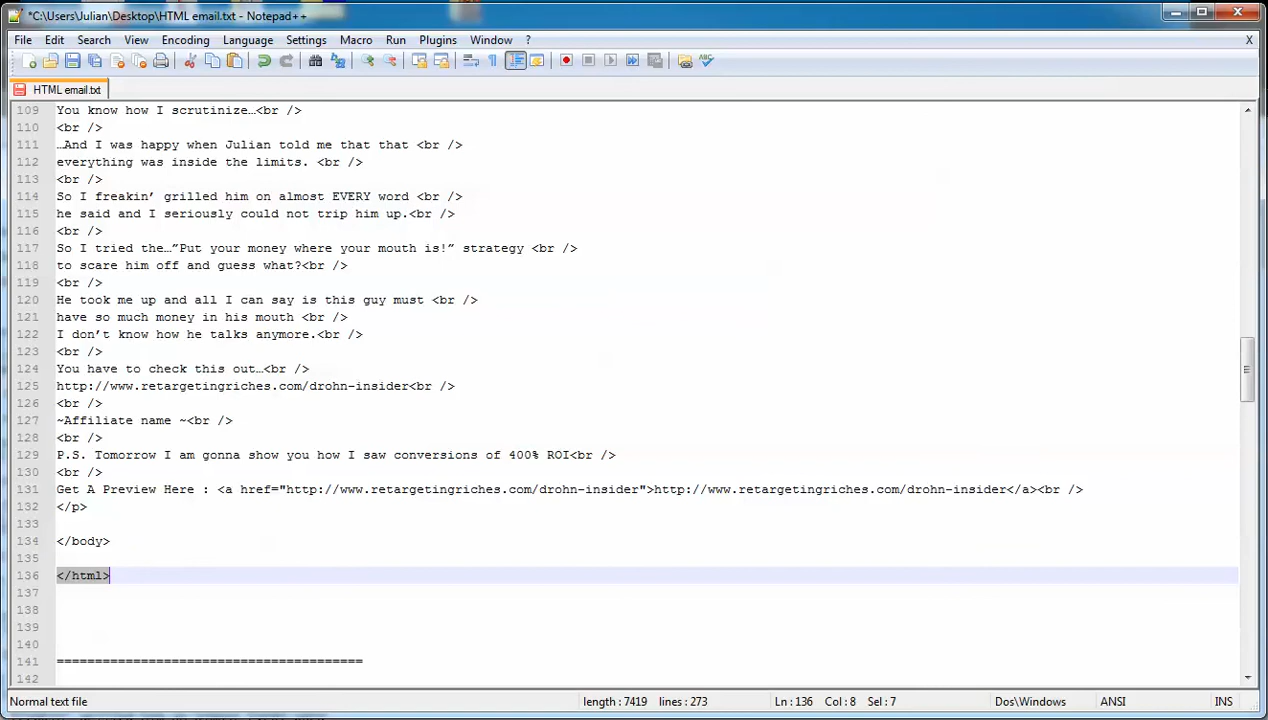 *C:\Users\Julian\Desktop\HTML email.txt - Notepad++
File Edit Search View Encoding Language Settings Macro Run Plugins Window ? X
HTML email.txt
109 You know how I scrutinize…<br />
110 <br />
111 …And I was happy when Julian told me that that <br />
112 everything was inside the limits. <br />
113 <br />
114 So I freakin’ grilled him on almost EVERY word <br />
115 he said and I seriously could not trip him up.<br />
116 <br />
117 So I tried the…”Put your money where your mouth is!” strategy <br />
118 to scare him off and guess what?<br />
119 <br />
120 He took me up and all I can say is this guy must <br />
121 have so much money in his mouth <br />
122 I don’t know how he talks anymore.<br />
123 <br />
124 You have to check this out…<br />
125 http://www.retargetingriches.com/drohn-insider<br />
126 <br />
127 ~Affiliate name ~<br />
128 <br />
129 P.S. Tomorrow I am gonna show you how I saw conversions of 400% ROI<br />
130 <br />
131 Get A Preview Here : <a href="http://www.retargetingriches.com/drohn-insider">http://www.retargetingriches.com/drohn-insider</a><br />
132 </p>
133
134 </body>
135
136 </html>
137
138
139
140
141 ========================================
142
Normal text file length : 7419 lines : 273 Ln : 136 Col : 8 Sel : 7 Dos\Windows ANSI INS